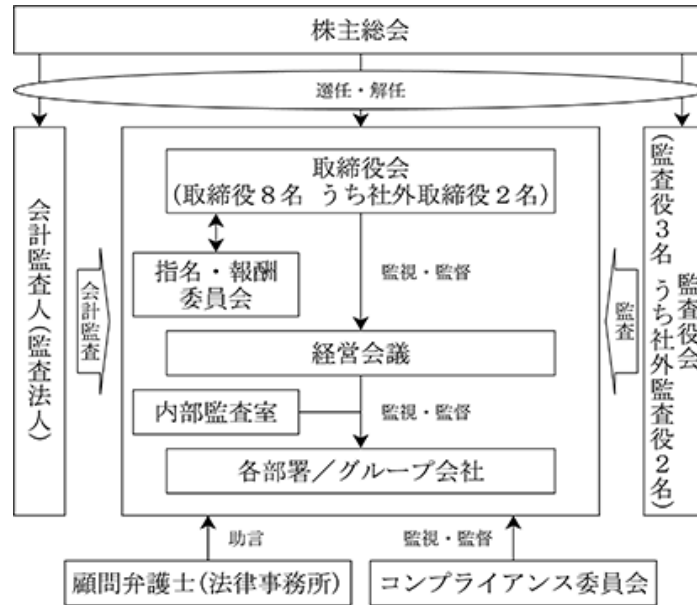 株主総会
選任・解任
会計監査人(監査法人)
会計監査
取締役会
(取締役8名 うち社外取締役2名)
指名・報酬
委員会
監視・監督
経営会議
内部監査室
監視・監督
各部署/グループ会社
監査
監査役会
(監査役3名 うち社外監査役2名)
助言
監視・監督
顧問弁護士(法律事務所)
コンプライアンス委員会